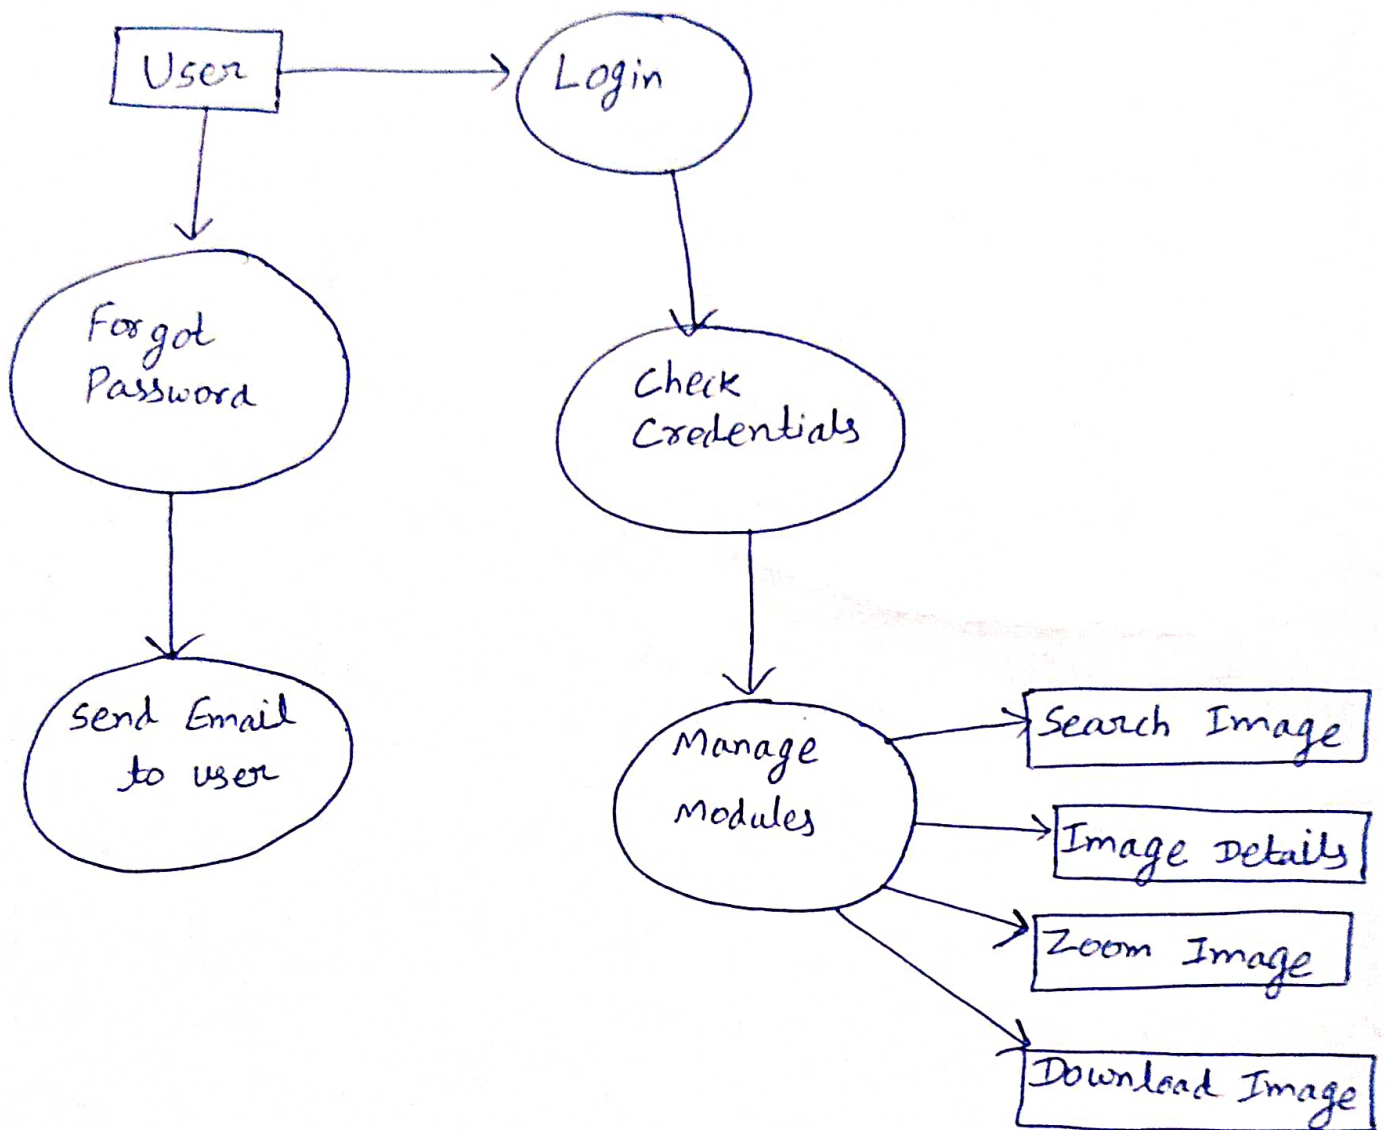 User
Login
Forgot
Password
Check
Credentials
Send Email
to user
Manage
Modules
Search Image
Image Details
Zoom Image
Download Image